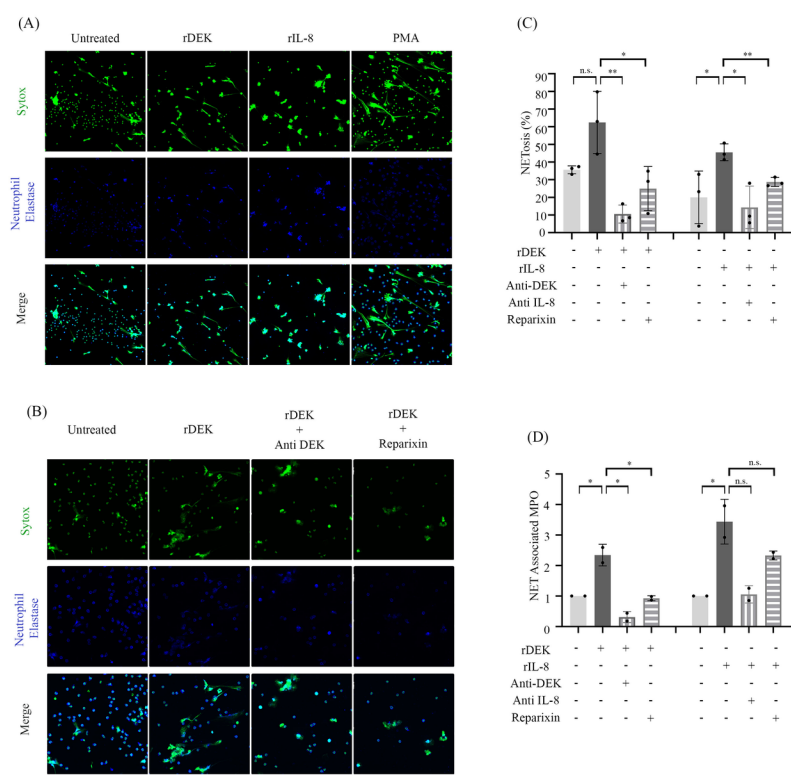 (A)
Untreated rDEK rIL-8 PMA
Sytox
Neutrophil
Elastase
Merge
(B)
Untreated
rDEK
rDEK
+
Anti DEK
rDEK
+
Reparixin
Sytox
Neutrophil
Elastase
Merge
(C)
* **
n.s. ** * *
NETosis (%)
90
80
70
60
50
40
30
20
10
0
rDEK - + + + - - - -
rIL-8 - - - - - + + +
Anti-DEK - - + - - - - -
Anti IL-8 - - - - - - + -
Reparixin - - - + - - - +
(D)
* n.s.
* * * n.s.
NET Associated MPO
5
4
3
2
1
0
rDEK - + + + - - - -
rIL-8 - - - - - + + +
Anti-DEK - - + - - - - -
Anti IL-8 - - - - - - + -
Reparixin - - - + - - - +